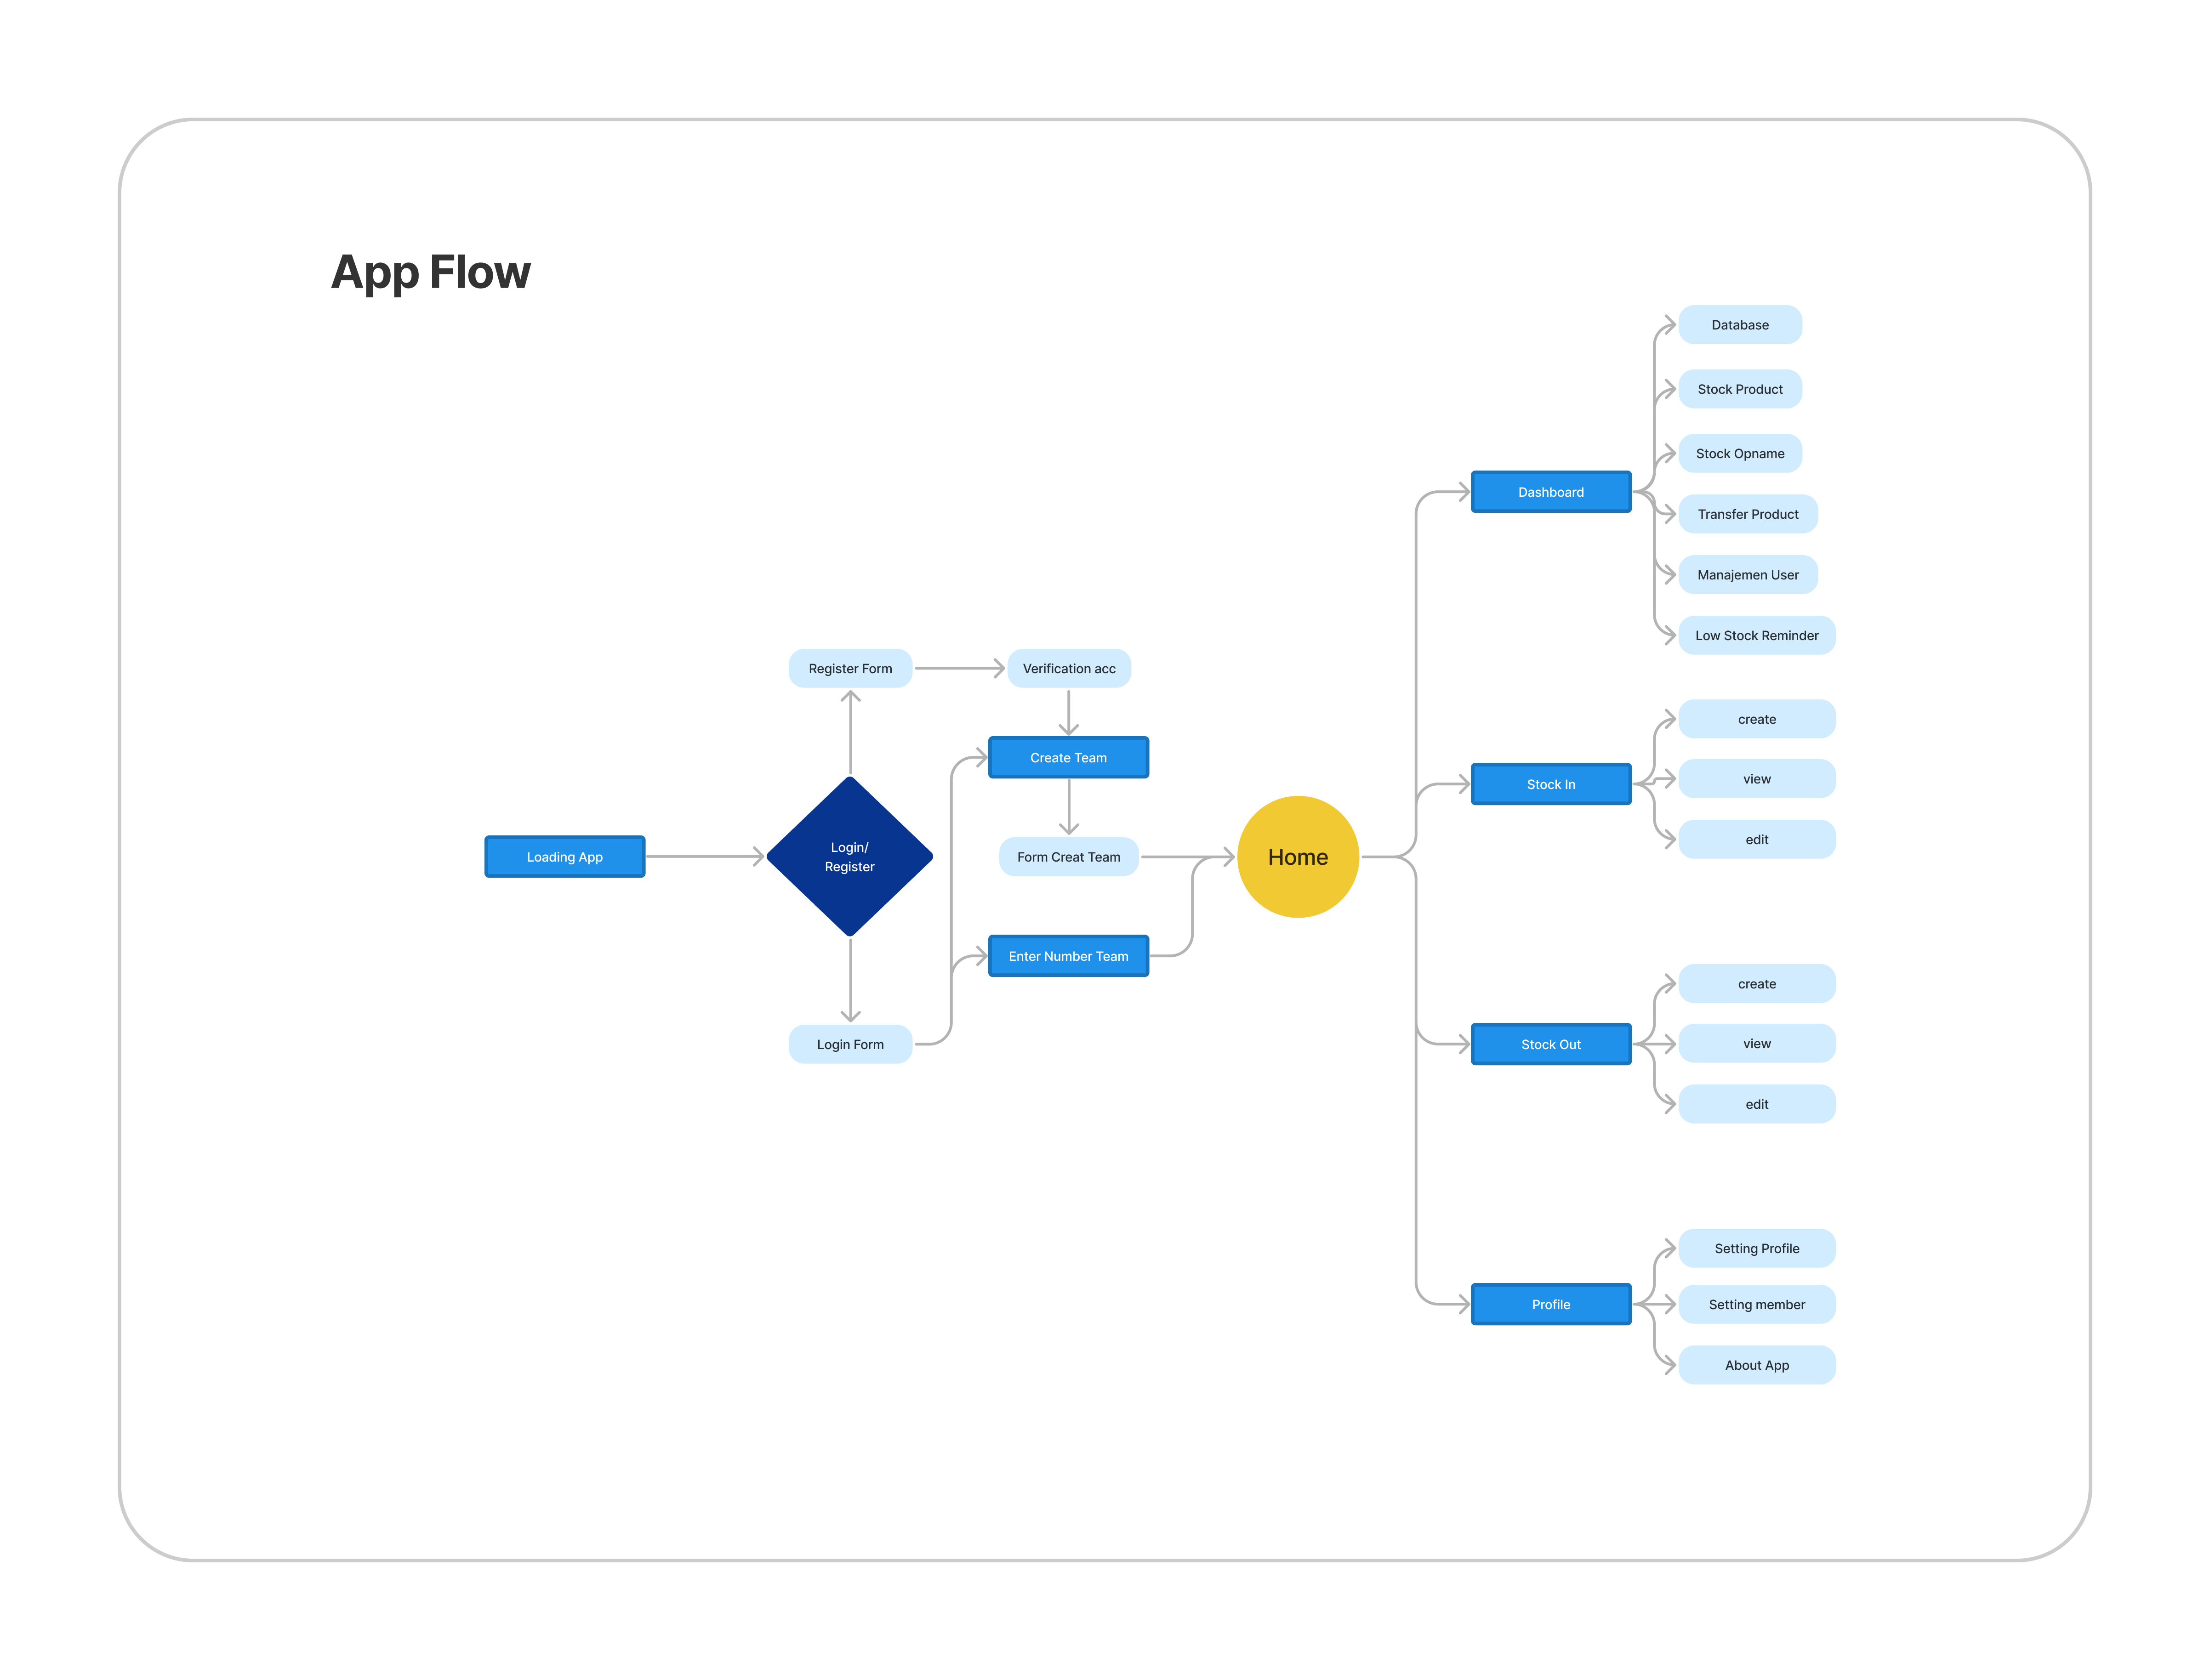 App Flow
Loading App
Login/
Register
Register Form
Verification acc
Create Team
Form Creat Team
Enter Number Team
Login Form
Home
Dashboard
Database
Stock Product
Stock Opname
Transfer Product
Manajemen User
Low Stock Reminder
Stock In
create
view
edit
Stock Out
create
view
edit
Profile
Setting Profile
Setting member
About App